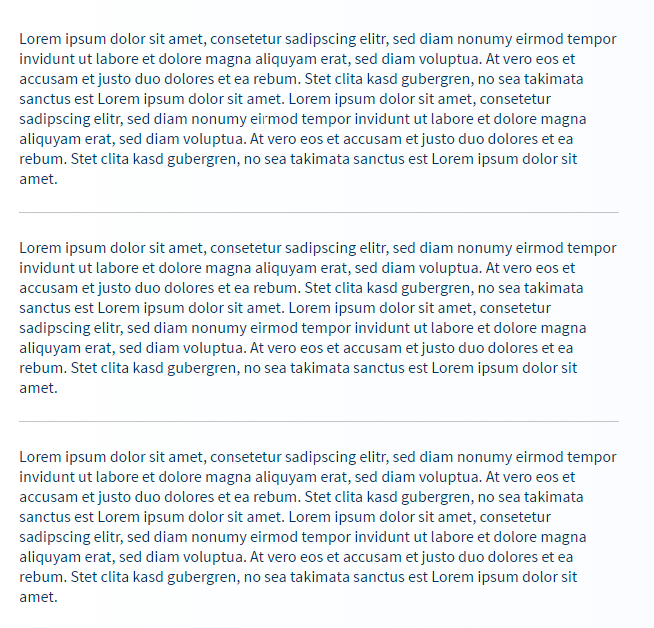 Lorem ipsum dolor sit amet, consetetur sadipscing elitr, sed diam nonumy eirmod tempor
invidunt ut labore et dolore magna aliquyam erat, sed diam voluptua. At vero eos et
accusam et justo duo dolores et ea rebum. Stet clita kasd gubergren, no sea takimata
sanctus est Lorem ipsum dolor sit amet. Lorem ipsum dolor sit amet, consetetur
sadipscing elitr, sed diam nonumy eirmod tempor invidunt ut labore et dolore magna
aliquyam erat, sed diam voluptua. At vero eos et accusam et justo duo dolores et ea
rebum. Stet clita kasd gubergren, no sea takimata sanctus est Lorem ipsum dolor sit
amet.
Lorem ipsum dolor sit amet, consetetur sadipscing elitr, sed diam nonumy eirmod tempor
invidunt ut labore et dolore magna aliquyam erat, sed diam voluptua. At vero eos et
accusam et justo duo dolores et ea rebum. Stet clita kasd gubergren, no sea takimata
sanctus est Lorem ipsum dolor sit amet. Lorem ipsum dolor sit amet, consetetur
sadipscing elitr, sed diam nonumy eirmod tempor invidunt ut labore et dolore magna
aliquyam erat, sed diam voluptua. At vero eos et accusam et justo duo dolores et ea
rebum. Stet clita kasd gubergren, no sea takimata sanctus est Lorem ipsum dolor sit
amet.
Lorem ipsum dolor sit amet, consetetur sadipscing elitr, sed diam nonumy eirmod tempor
invidunt ut labore et dolore magna aliquyam erat, sed diam voluptua. At vero eos et
accusam et justo duo dolores et ea rebum. Stet clita kasd gubergren, no sea takimata
sanctus est Lorem ipsum dolor sit amet. Lorem ipsum dolor sit amet, consetetur
sadipscing elitr, sed diam nonumy eirmod tempor invidunt ut labore et dolore magna
aliquyam erat, sed diam voluptua. At vero eos et accusam et justo duo dolores et ea
rebum. Stet clita kasd gubergren, no sea takimata sanctus est Lorem ipsum dolor sit
amet.